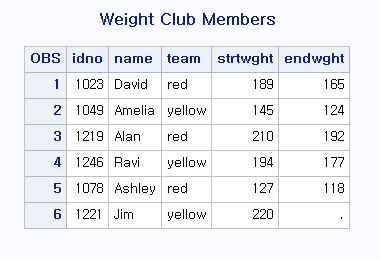 Weight Club Members
OBS idno name team strtwght endwght
1 1023 David red 189 165
2 1049 Amelia yellow 145 124
3 1219 Alan red 210 192
4 1246 Ravi yellow 194 177
5 1078 Ashley red 127 118
6 1221 Jim yellow 220 .